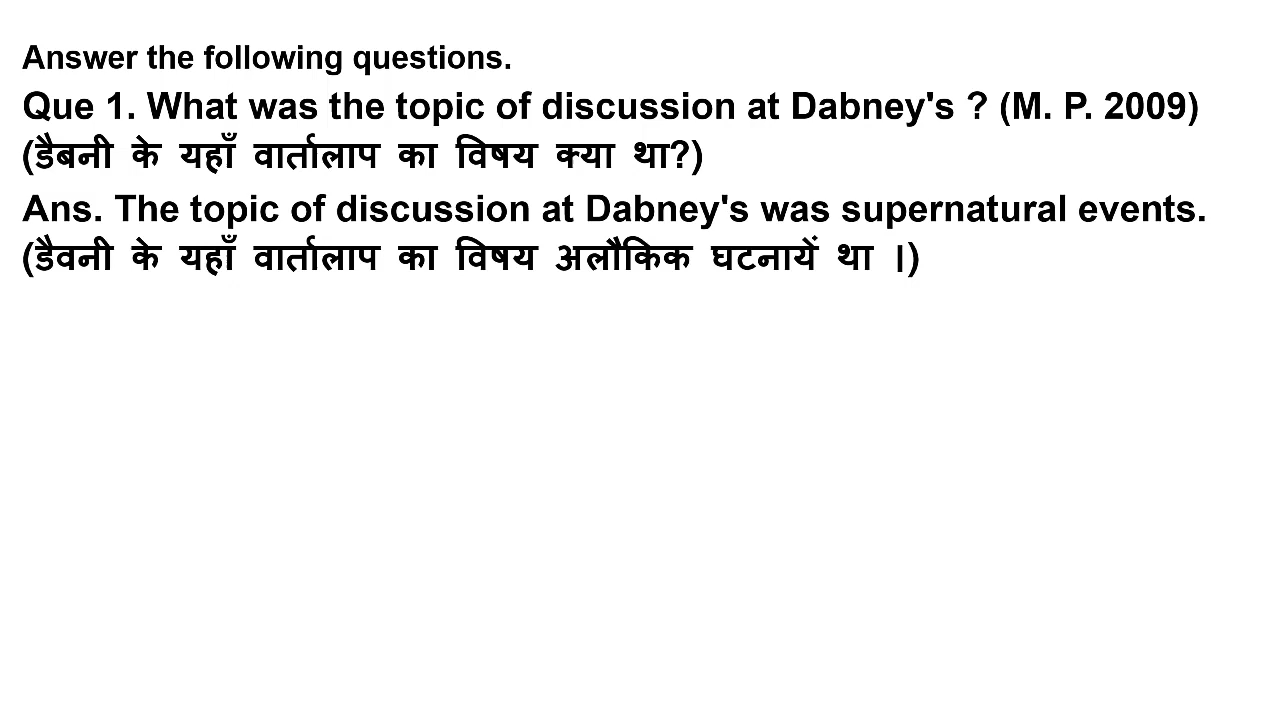 Answer the following questions.
Que 1. What was the topic of discussion at Dabney's ? (M. P. 2009)
(डैबनी के यहाँ वार्तालाप का विषय क्या था?)
Ans. The topic of discussion at Dabney's was supernatural events.
(डैवनी के यहाँ वार्तालाप का विषय अलौकिक घटनायें था ।)